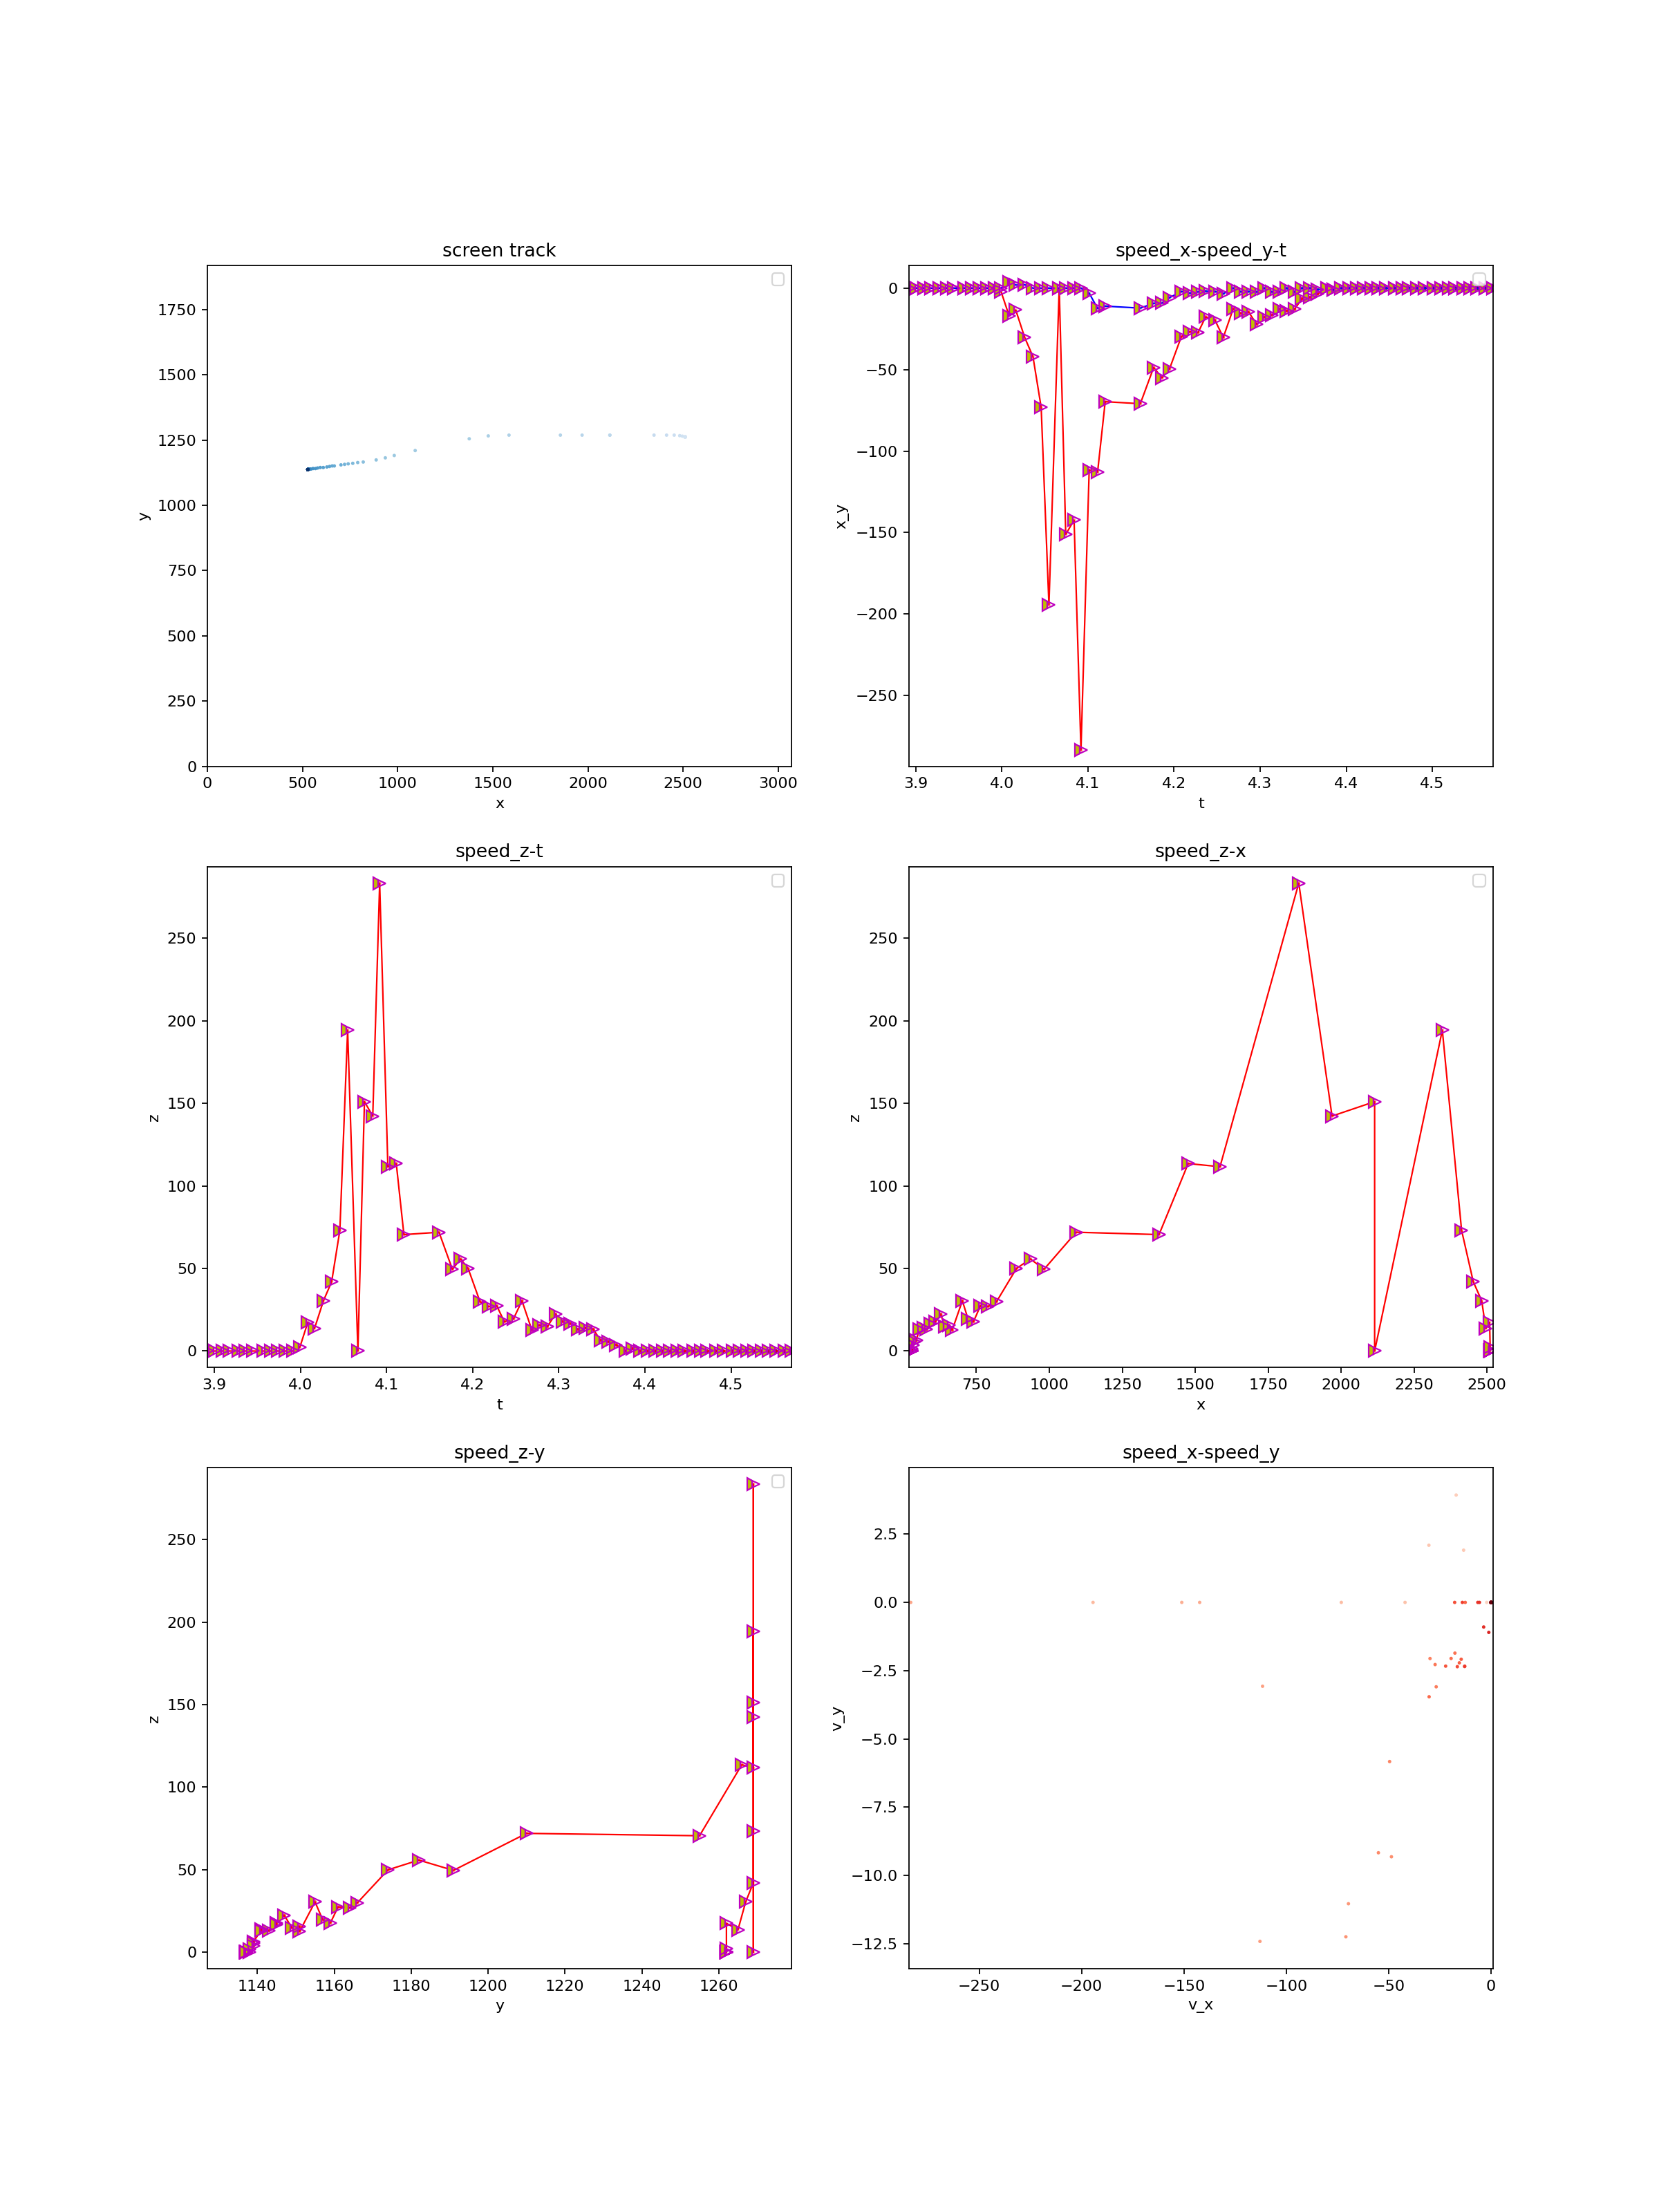 screen track
1750
1500
1250
1000
750
500
250
0
y
0 500 1000 1500 2000 2500 3000
x
speed_x-speed_y-t
0
−50
−100
−150
−200
−250
x_y
3.9 4.0 4.1 4.2 4.3 4.4 4.5
t
speed_z-t
250
200
150
100
50
0
z
3.9 4.0 4.1 4.2 4.3 4.4 4.5
t
speed_z-x
250
200
150
100
50
0
z
750 1000 1250 1500 1750 2000 2250 2500
x
speed_z-y
250
200
150
100
50
0
z
1140 1160 1180 1200 1220 1240 1260
y
speed_x-speed_y
2.5
0.0
−2.5
−5.0
−7.5
−10.0
−12.5
v_y
−250 −200 −150 −100 −50 0
v_x